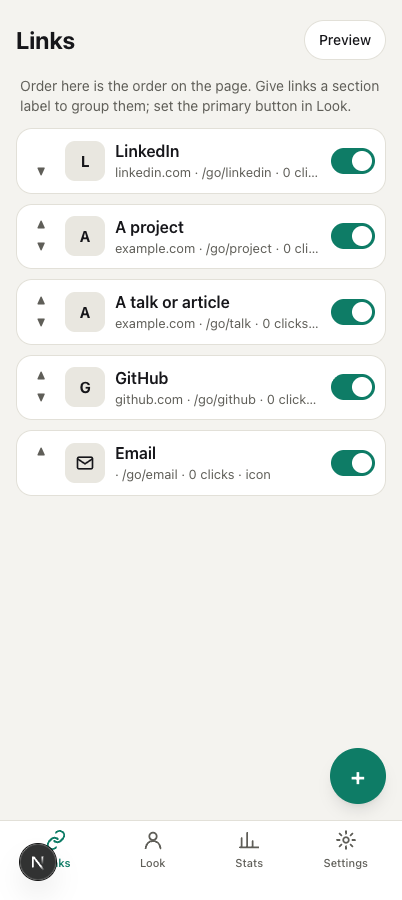 Links
Preview
Order here is the order on the page. Give links a section
label to group them; set the primary button in Look.
L
LinkedIn
linkedin.com · /go/linkedin · 0 cli...
A
A project
example.com · /go/project · 0 cli...
A
A talk or article
example.com · /go/talk · 0 clicks...
G
GitHub
github.com · /go/github · 0 click...
Email
· /go/email · 0 clicks · icon
+
N
ks
Look
Stats
Settings